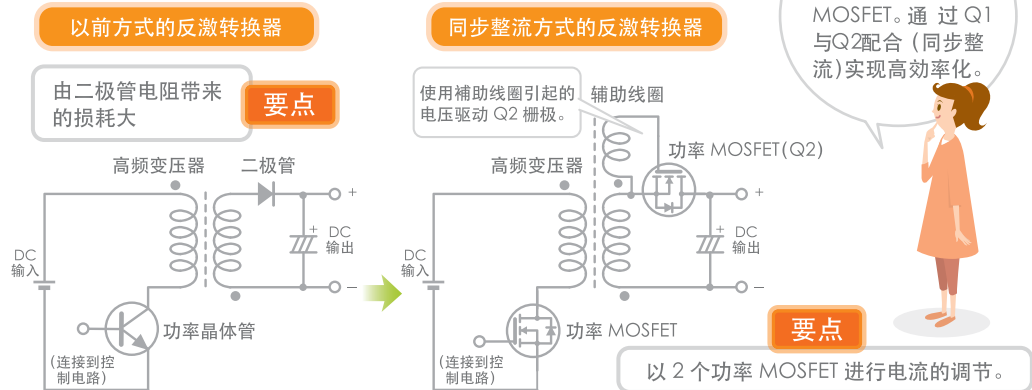 以前方式的反激转换器
由二极管电阻带来
的损耗大
要点
高频变压器
二极管
+
+
DC
输出
DC
输入
−
功率晶体管
(连接到控
制电路)
同步整流方式的反激转换器
使用補助线圈引起的
电压驱动 Q2 栅极。
辅助线圈
功率 MOSFET(Q2)
高频变压器
+
+
DC
输出
DC
输入
−
功率 MOSFET
(连接到控
制电路)
MOSFET。通 过 Q1
与Q2配合 (同步整
流)实现高效率化。
要点
以 2 个功率 MOSFET 进行电流的调节。